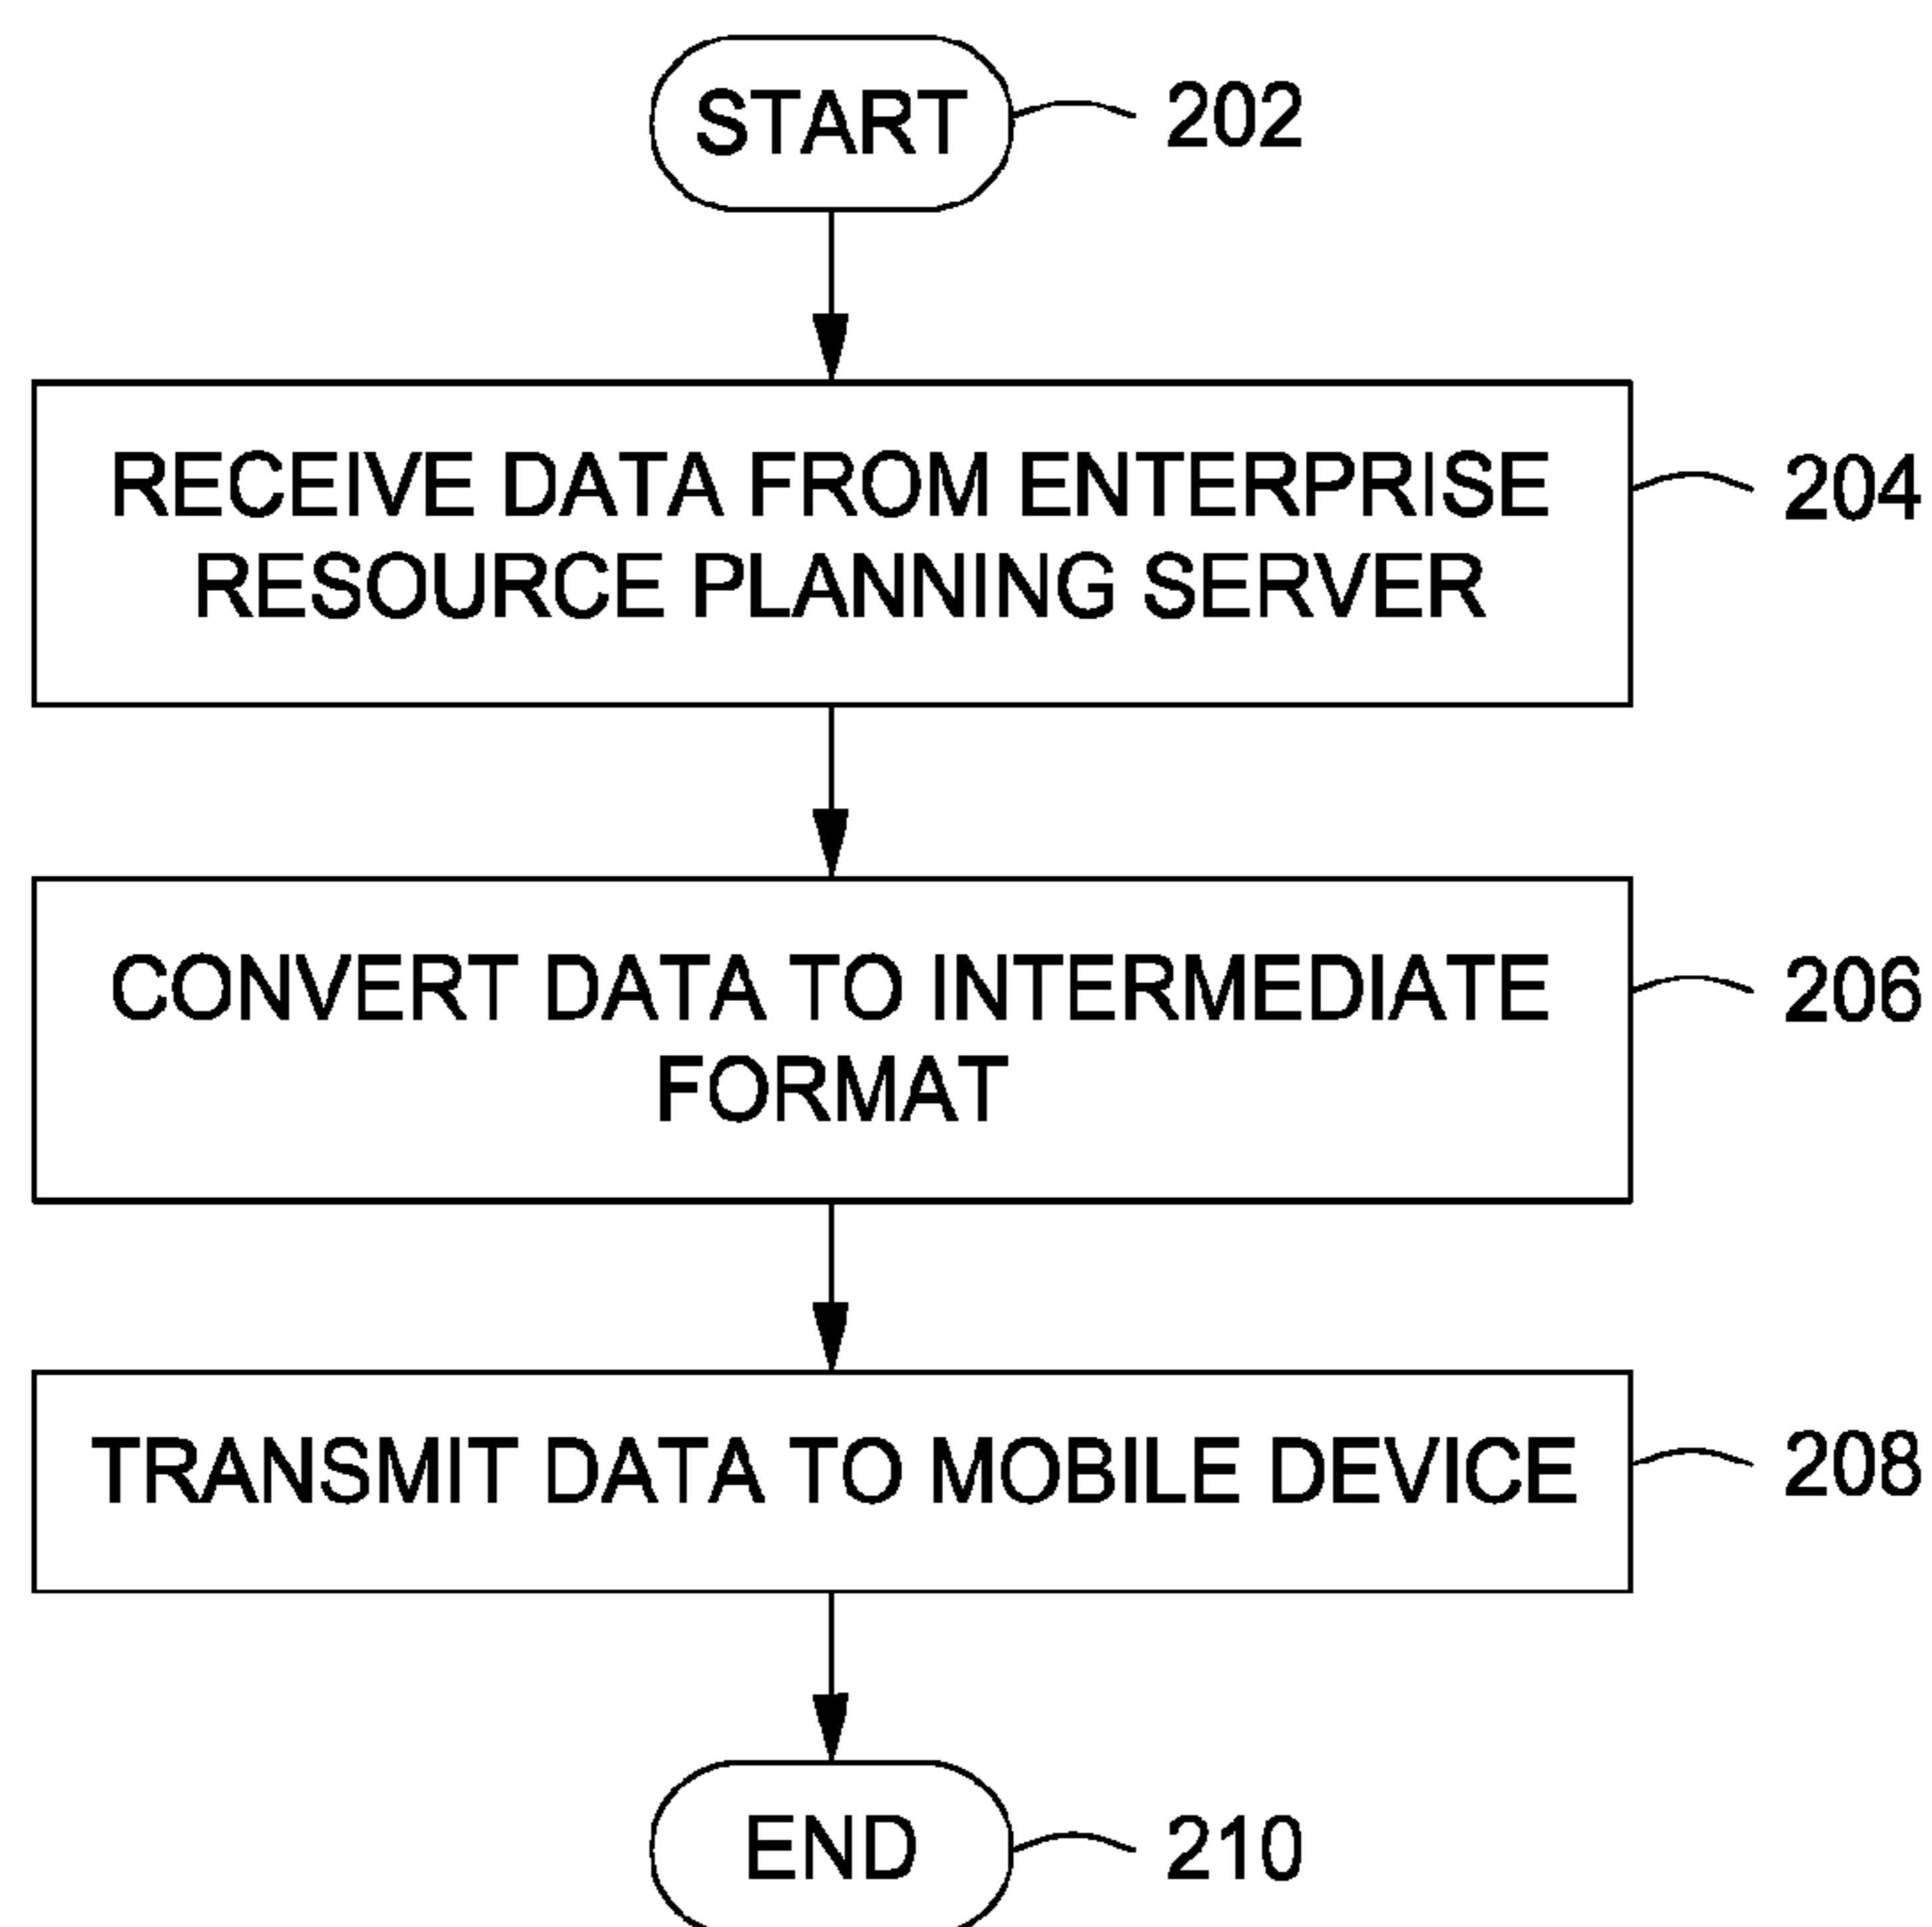 START
202
RECEIVE DATA FROM ENTERPRISE
RESOURCE PLANNING SERVER
204
CONVERT DATA TO INTERMEDIATE
FORMAT
206
TRANSMIT DATA TO MOBILE DEVICE
208
END
210